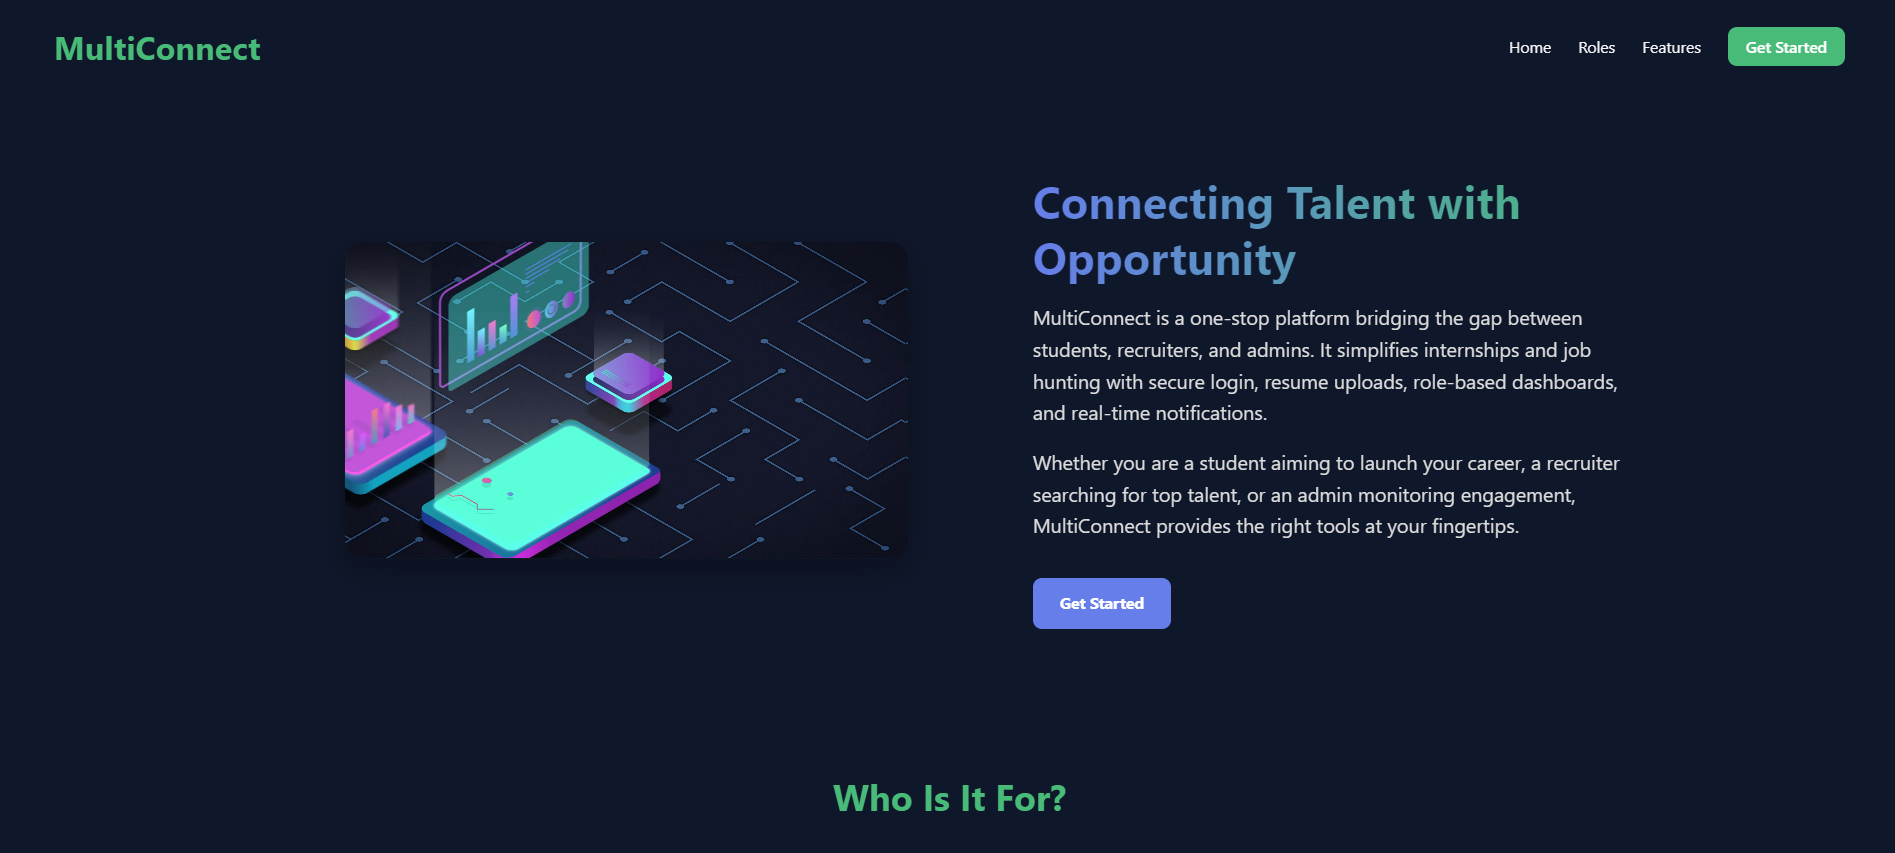 MultiConnect
Home
Roles
Features
Get Started
Connecting Talent with
Opportunity
MultiConnect is a one-stop platform bridging the gap between
students, recruiters, and admins. It simplifies internships and job
hunting with secure login, resume uploads, role-based dashboards,
and real-time notifications.
Whether you are a student aiming to launch your career, a recruiter
searching for top talent, or an admin monitoring engagement,
MultiConnect provides the right tools at your fingertips.
Get Started
Who Is It For?